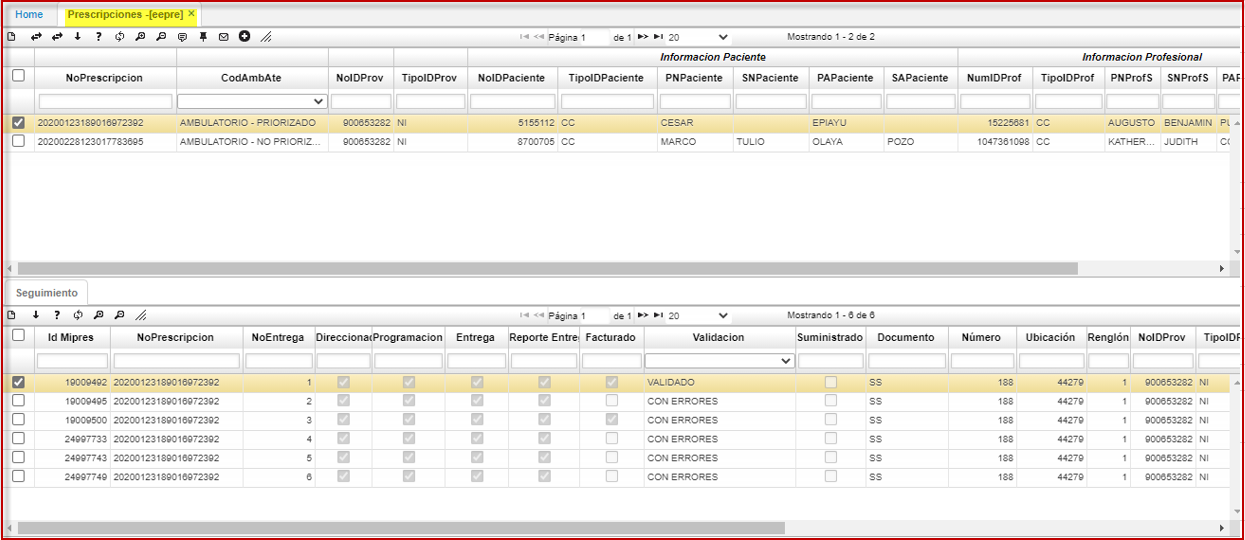 Home Prescripciones -[eepre] ×
Página 1 de 1 20 Mostrando 1 - 2 de 2
Informacion Paciente Informacion Profesional
NoPrescripcion CodAmbAte NoIDProv TipoIDProv NoIDPaciente TipoIDPaciente PNPaciente SNPaciente PAPaciente SAPaciente NumIDProf TipoIDProf PNProfS SNProfS PAP
20200123189016972392 AMBULATORIO - PRIORIZADO 900653282 NI 5155112 CC CESAR EPIAYU 15225681 CC AUGUSTO BENJAMIN PU
20200228123017783695 AMBULATORIO - NO PRIORIZ... 900653282 NI 8700705 CC MARCO TULIO OLAYA POZO 1047361098 CC KATHER... JUDITH CO
Seguimiento
Página 1 de 1 20 Mostrando 1 - 6 de 6
Id Mipres NoPrescripcion NoEntrega Direccionac Programacion Entrega Reporte Entre Facturado Validacion Suministrado Documento Número Ubicación Renglón NoIDProv TipoIDP
19009492 20200123189016972392 1 VALIDADO SS 188 44279 1 900653282 NI
19009495 20200123189016972392 2 CON ERRORES SS 188 44279 1 900653282 NI
19009500 20200123189016972392 3 CON ERRORES SS 188 44279 1 900653282 NI
24997733 20200123189016972392 4 CON ERRORES SS 188 44279 1 900653282 NI
24997743 20200123189016972392 5 CON ERRORES SS 188 44279 1 900653282 NI
24997749 20200123189016972392 6 CON ERRORES SS 188 44279 1 900653282 NI